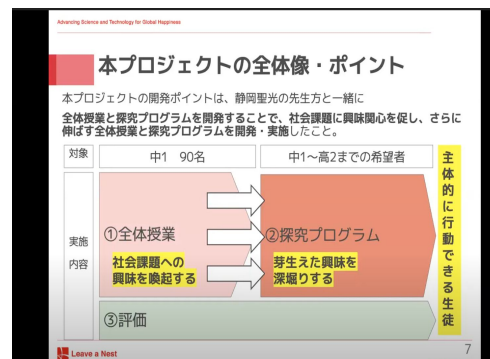 Advancing Science and Technology for Global Happiness
本プロジェクトの全体像・ポイント
本プロジェクトの開発ポイントは、静岡聖光の先生方と一緒に
全体授業と探究プログラムを開発することで、社会課題に興味関心を促し、さらに
伸ばす全体授業と探究プログラムを開発・実施したこと。
対象
中1 90名
中1～高2までの希望者
実施
内容
①全体授業
社会課題への
興味を喚起する
②探究プログラム
芽生えた興味を
深堀りする
③評価
主体的に行動できる生徒
Leave a Nest
7